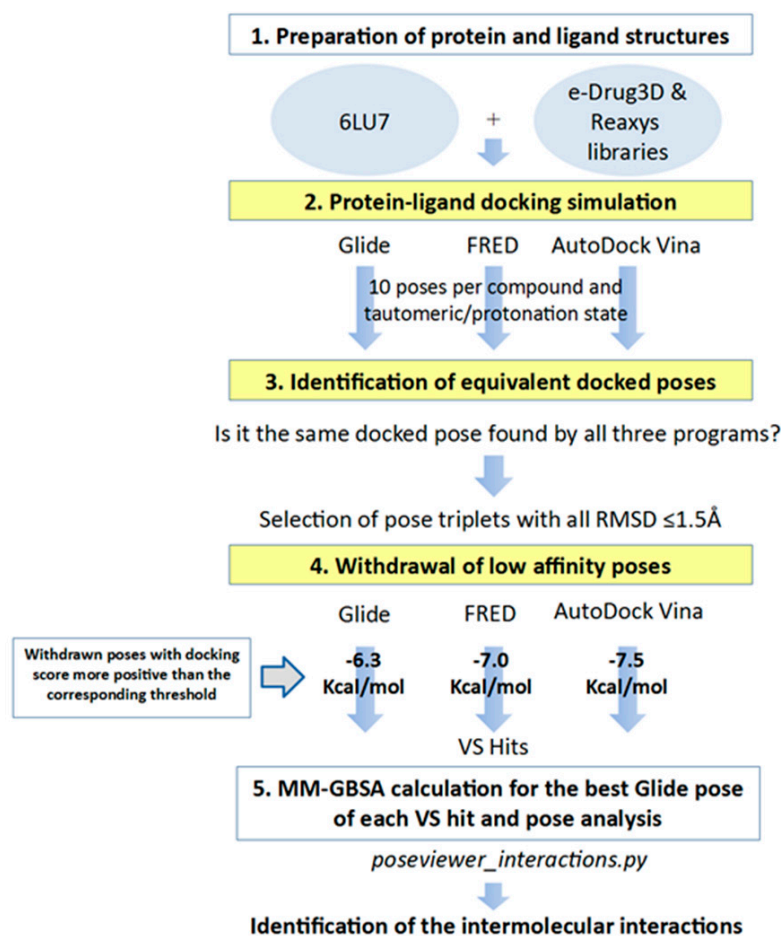 1. Preparation of protein and ligand structures
6LU7
+
e-Drug3D &
Reaxys
libraries
2. Protein-ligand docking simulation
Glide FRED AutoDock Vina
10 poses per compound and
tautomeric/protonation state
3. Identification of equivalent docked poses
Is it the same docked pose found by all three programs?
Selection of pose triplets with all RMSD ≤1.5Å
4. Withdrawal of low affinity poses
Glide FRED AutoDock Vina
Withdrawn poses with docking
score more positive than the
corresponding threshold
-6.3 -7.0 -7.5
Kcal/mol Kcal/mol Kcal/mol
VS Hits
5. MM-GBSA calculation for the best Glide pose
of each VS hit and pose analysis
poseviewer_interactions.py
Identification of the intermolecular interactions